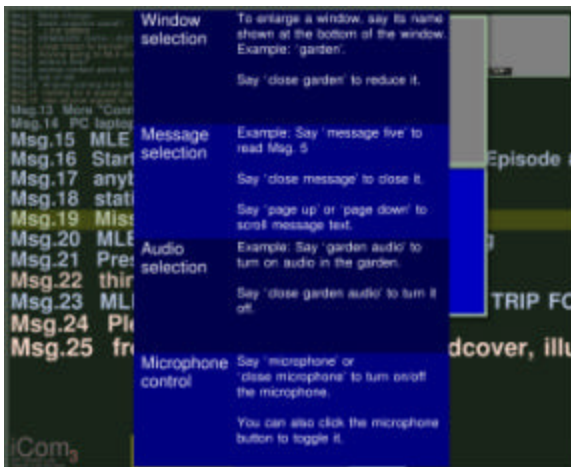 Window selection
To enlarge a window, say its name
shown at the bottom of the window.
Example: 'garden'.
Say 'close garden' to reduce it.
Message selection
Example: Say 'message five' to
read Msg. 5
Say 'close message' to close it.
Say 'page up' or 'page down' to
scroll message text.
Audio selection
Example: Say 'garden audio' to
turn on audio in the garden.
Say 'close garden audio' to turn it
off.
Microphone control
Say 'microphone' or
'close microphone' to turn on/off
the microphone.
You can also click the microphone
button to toggle it.
Msg.13 More "Con
Msg.14 PC laptop
Msg.15 MLE
Msg.16 Start Episode
Msg.17 anyt
Msg.18 stati
Msg.19 Miss
Msg.20 MLE
Msg.21 Pres
Msg.22 thin
Msg.23 MLI TRIP FO
Msg.24 Ple
Msg.25 fr dcover, illu
iCom3